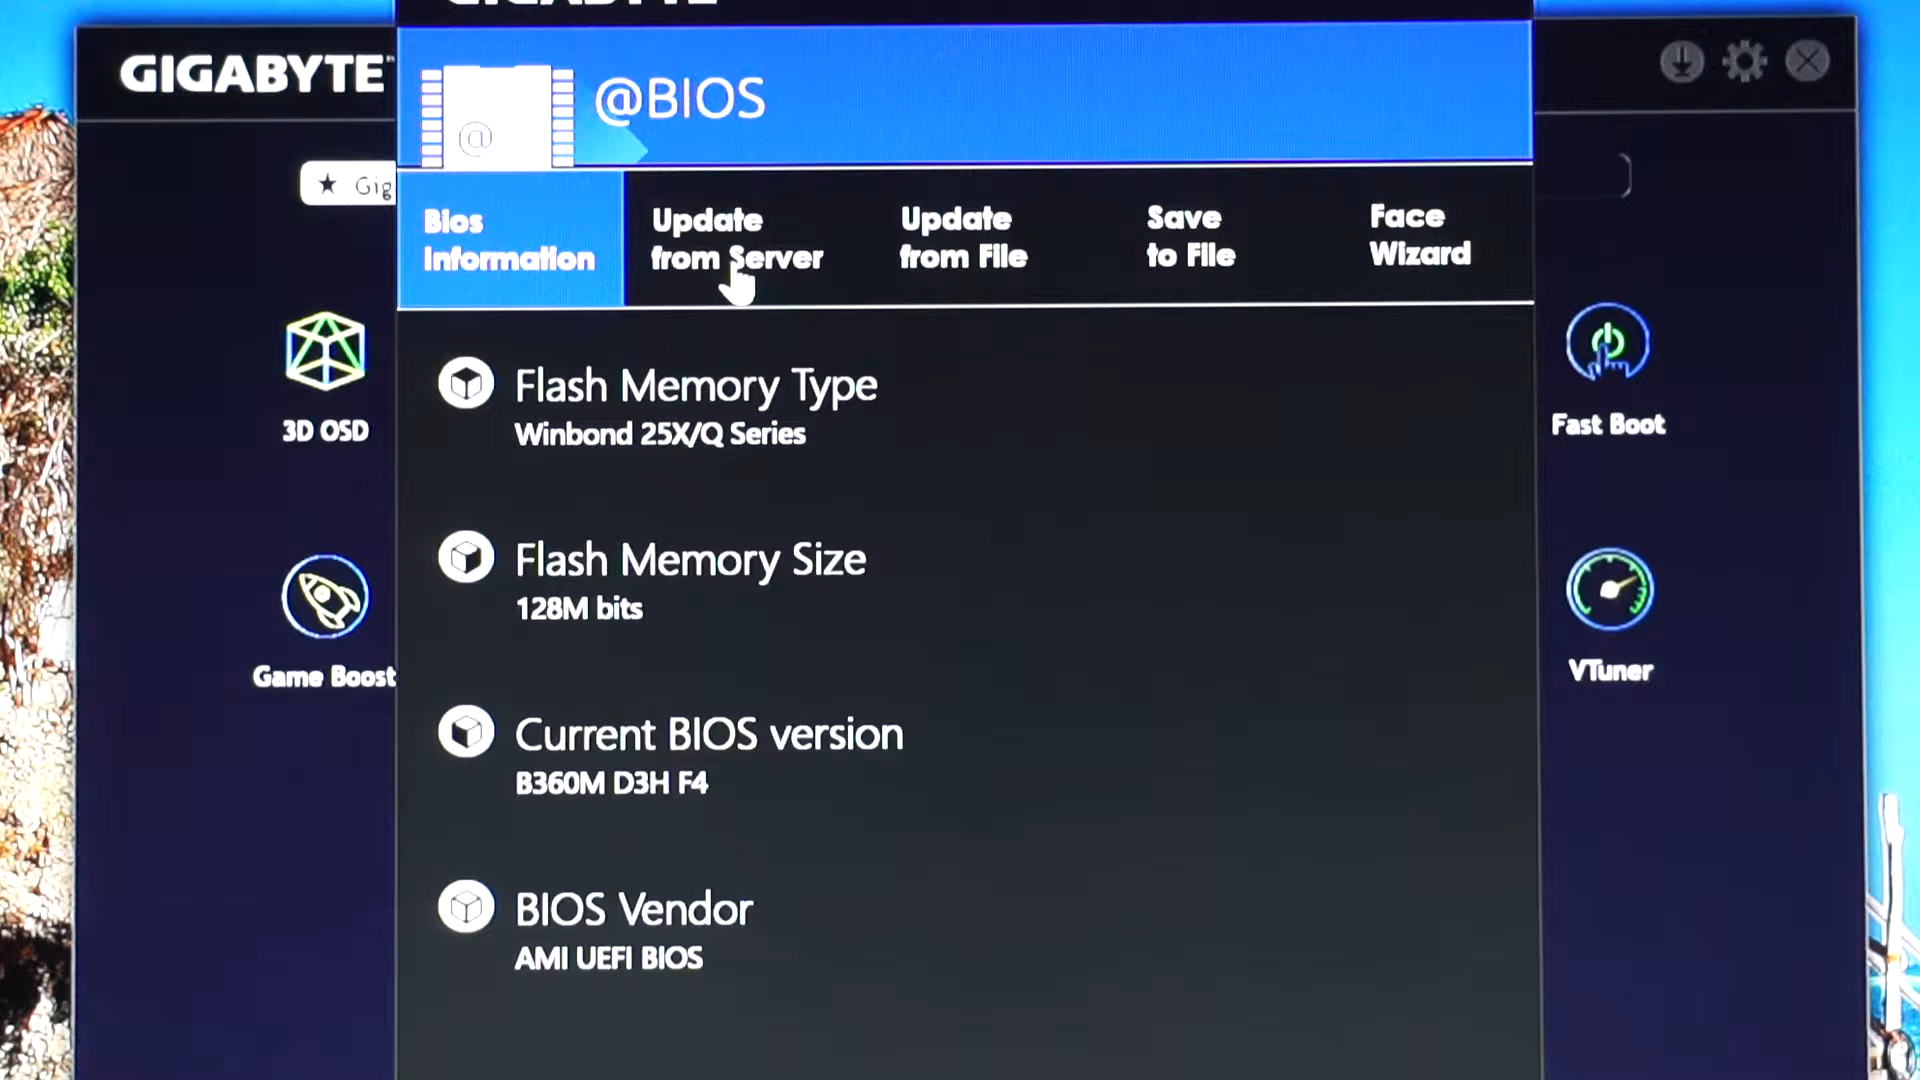 GIGABYTE
GIGABYTE
@BIOS
@
★ Gig
Bios
Information
Update
from Server
Update
from File
Save
to File
Face
Wizard
3D OSD
Game Boost
Fast Boot
VTuner
Flash Memory Type
Winbond 25X/Q Series
Flash Memory Size
128M bits
Current BIOS version
B360M D3H F4
BIOS Vendor
AMI UEFI BIOS